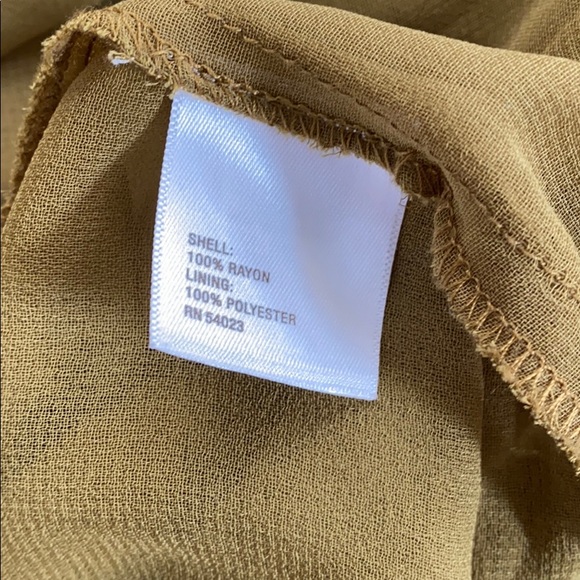 SHELL:
100% RAYON
LINING:
100% POLYESTER
RN 54023